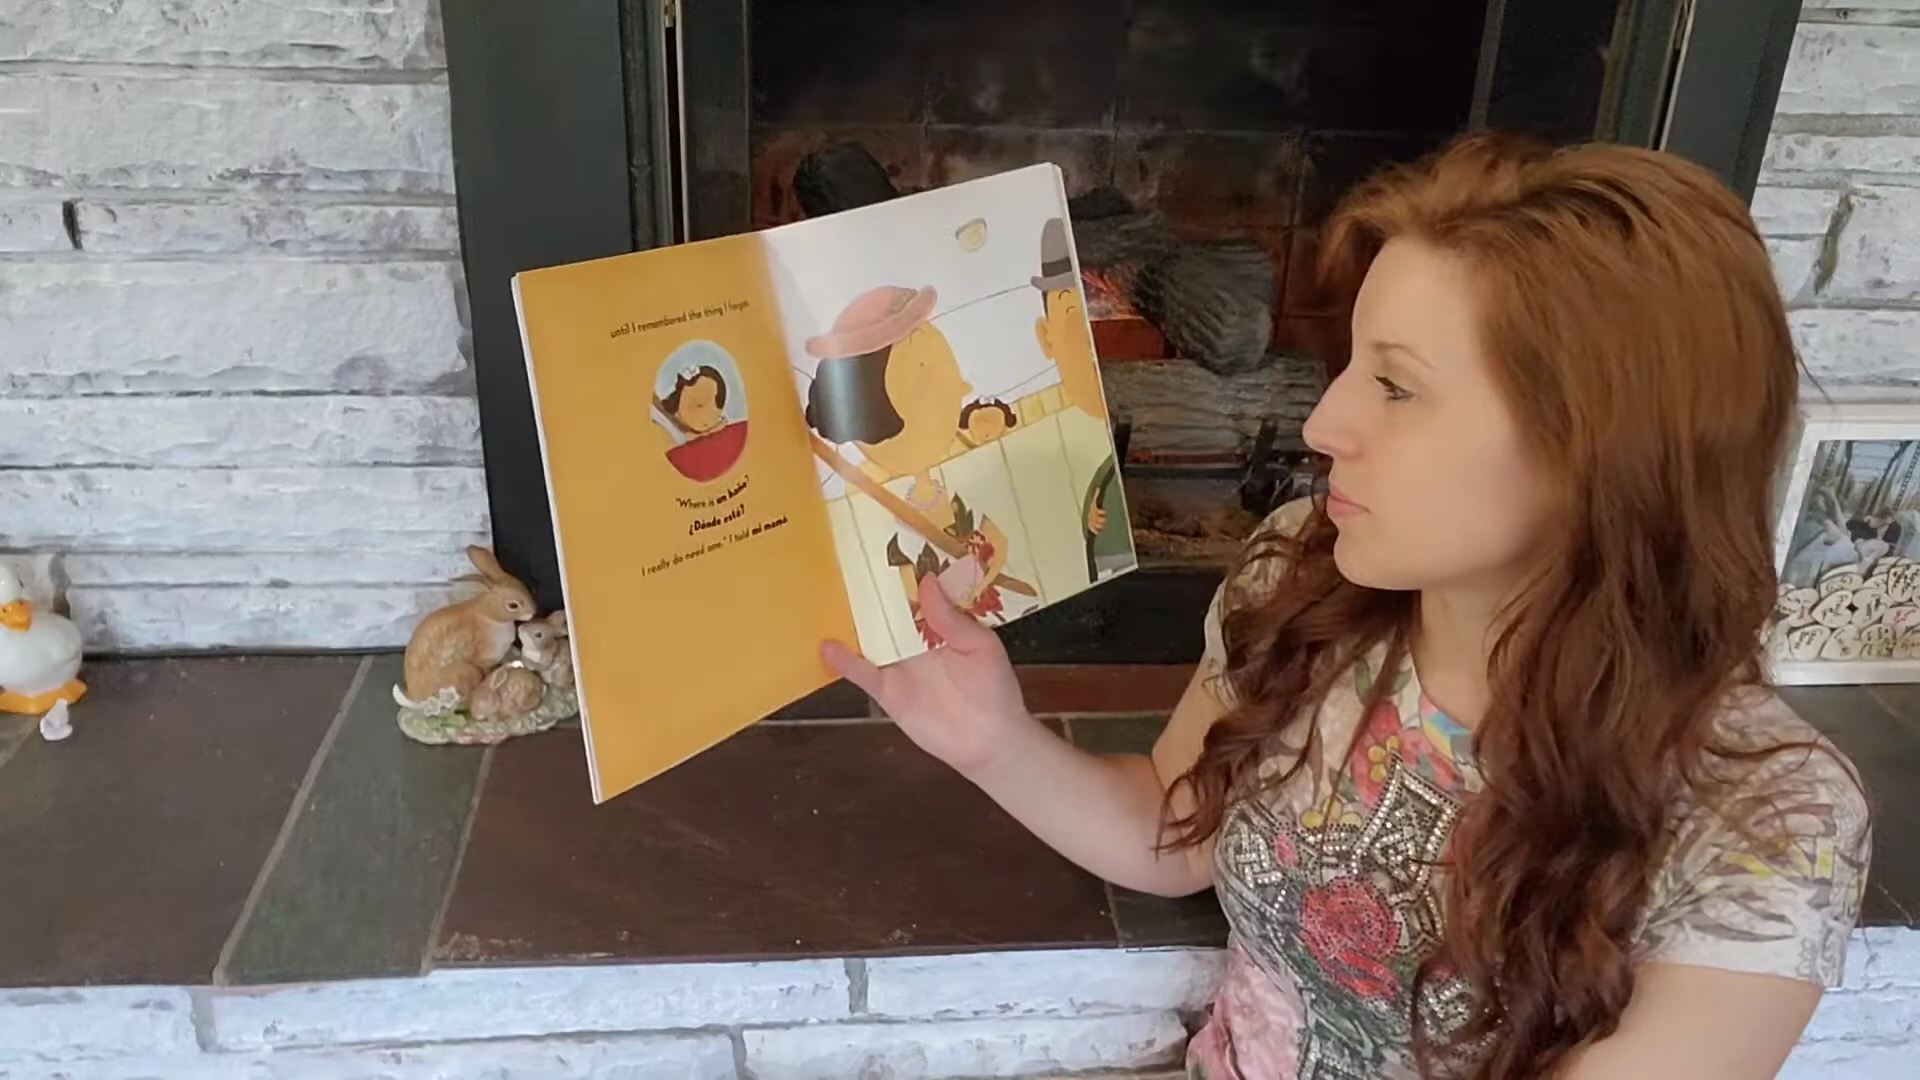 until I remembered the thing I forgot.
"Where is un baño?
¿Dónde está?
I really do need one." I told mi mamá